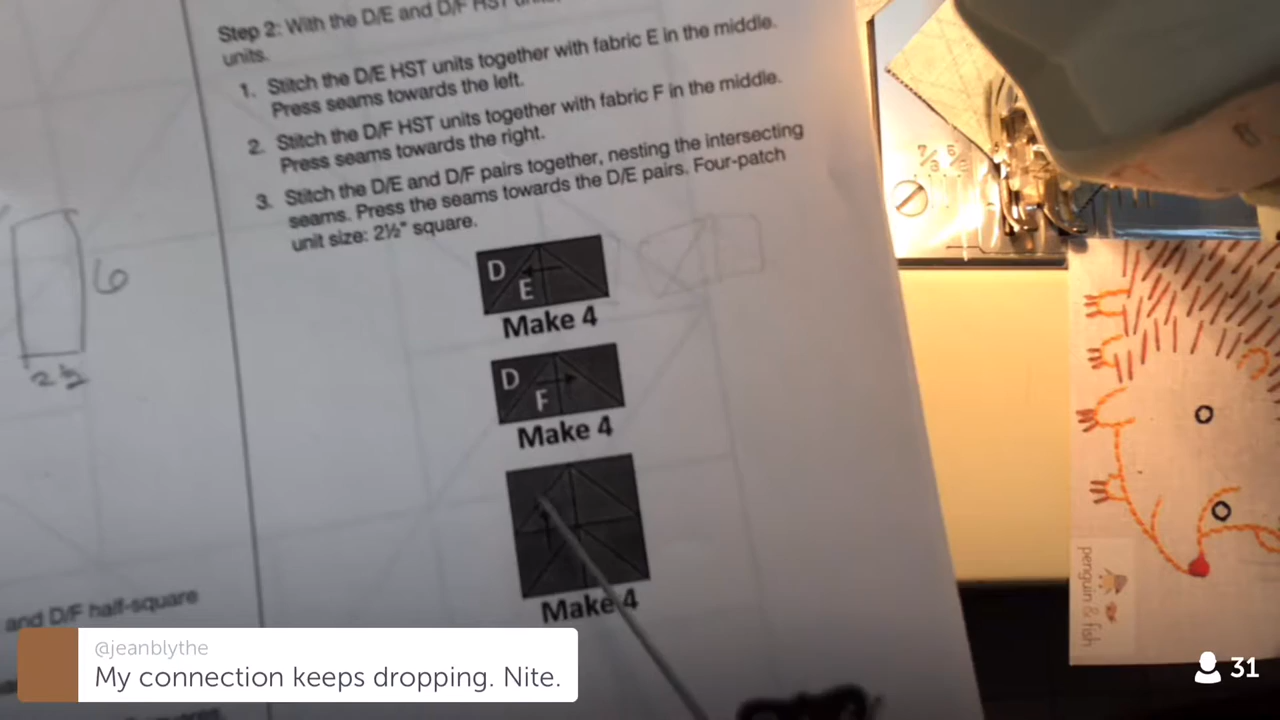 Step 2: With the D/E and D/F HST
units.
1. Stitch the D/E HST units together with fabric E in the middle.
Press seams towards the left.
2. Stitch the D/F HST units together with fabric F in the middle.
Press seams towards the right.
3. Stitch the D/E and D/F pairs together, nesting the intersecting
seams. Press the seams towards the D/E pairs. Four-patch
unit size: 2½" square.
D
E
Make 4
D
F
Make 4
Make 4
6
2½
and D/F half-square
@jeanblythe
My connection keeps dropping. Nite.
31
penguin & fish